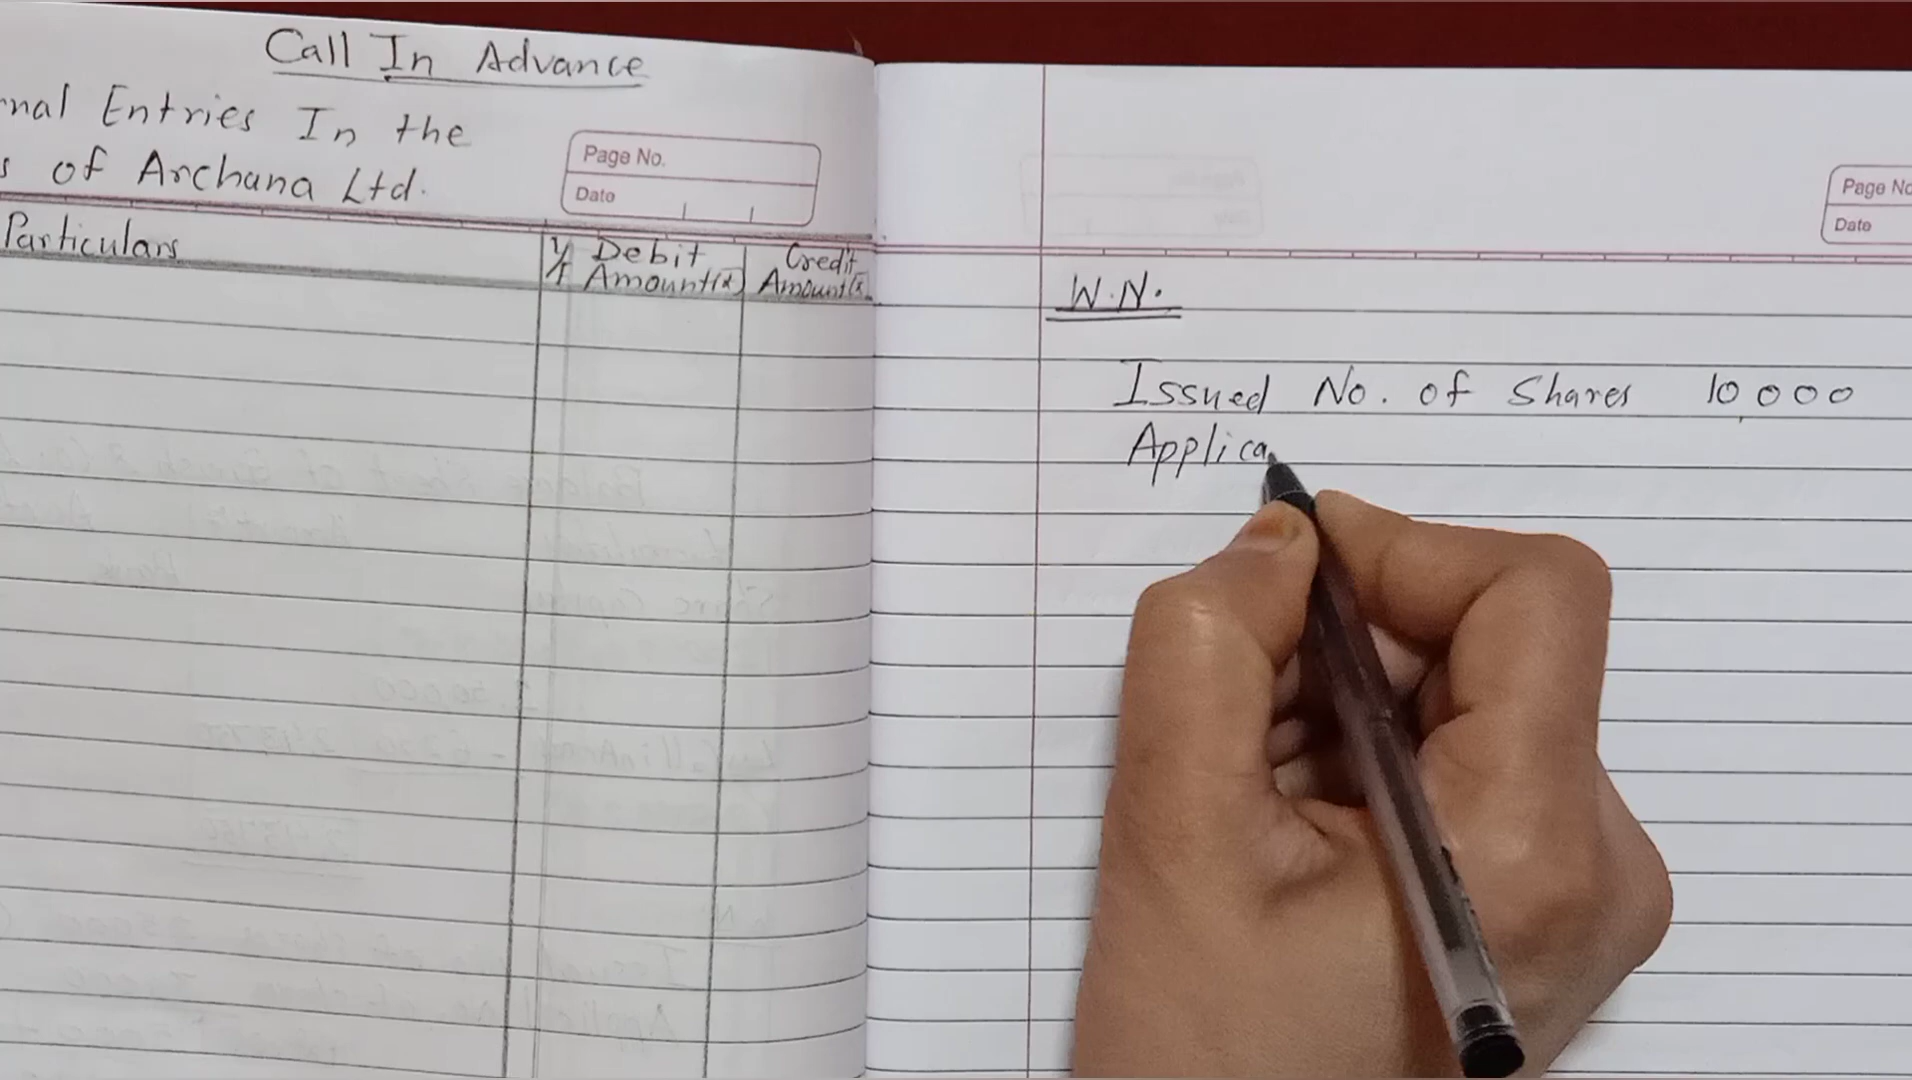 Call In Advance
rnal Entries In the
s of Archana Ltd.
Page No.
Date
Particulars
Debit
Amount(₹)
Credit
Amount(₹
Page No
Date
W.N.
Issued No. of Shares 10,000
Applica